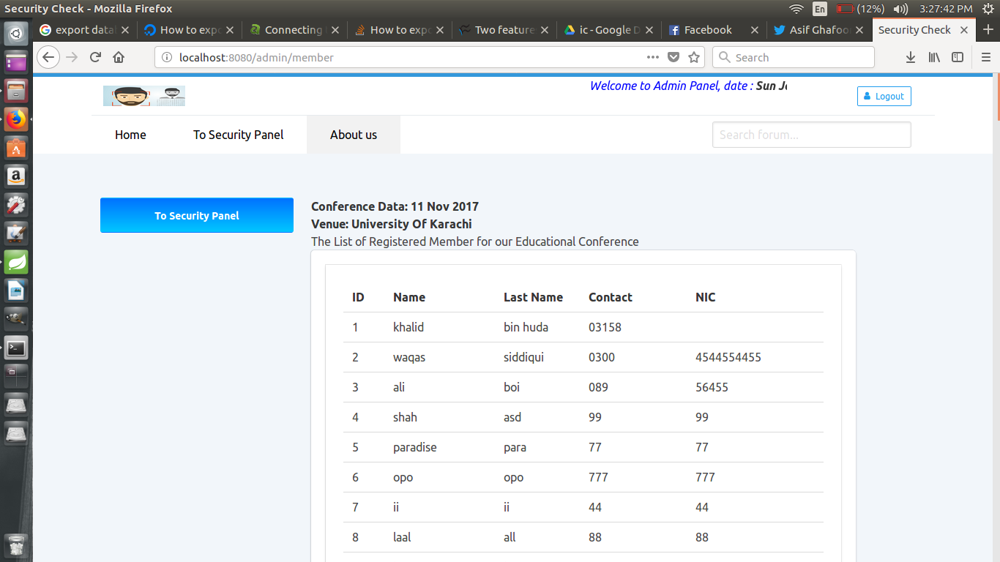 Security Check - Mozilla Firefox
En (12%) 3:27:42 PM
export data How to expo Connecting How to expo Two feature ic - Google D Facebook Asif Ghafoo Security Check
localhost:8080/admin/member Search
Welcome to Admin Panel, date : Sun
Logout
Home To Security Panel About us Search forum...
To Security Panel
Conference Data: 11 Nov 2017
Venue: University Of Karachi
The List of Registered Member for our Educational Conference
ID Name Last Name Contact NIC
1 khalid bin huda 03158
2 waqas siddiqui 0300 4544554455
3 ali boi 089 56455
4 shah asd 99 99
5 paradise para 77 77
6 opo opo 777 777
7 ii ii 44 44
8 laal all 88 88